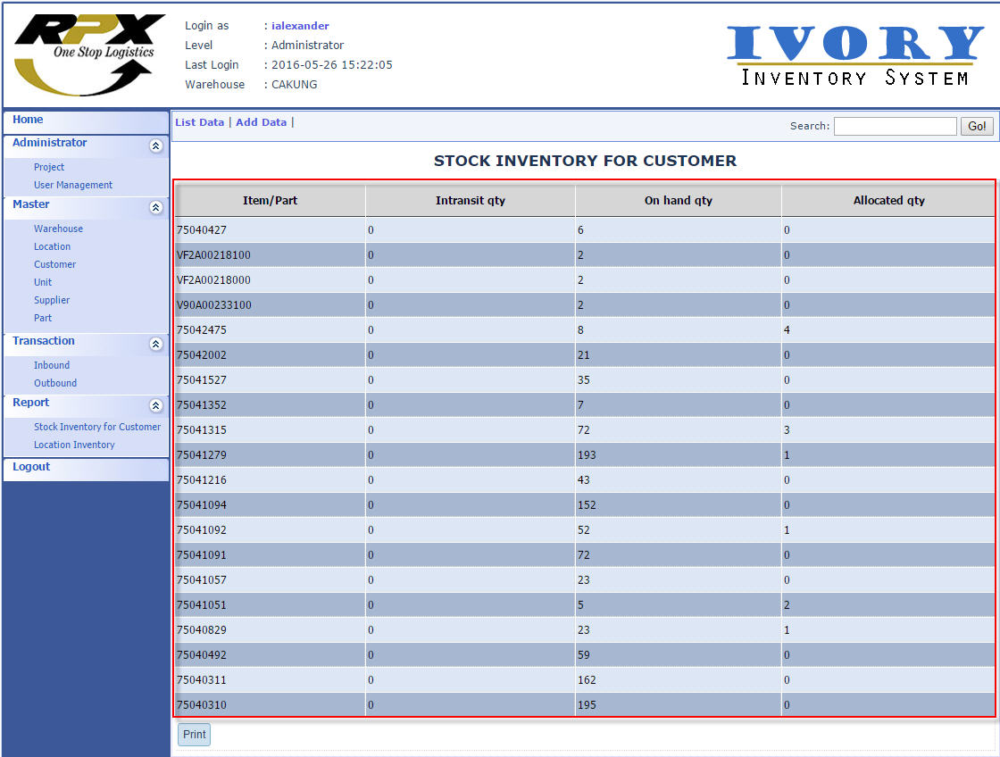 RPX
One Stop Logistics
Login as : ialexander
Level : Administrator
Last Login : 2016-05-26 15:22:05
Warehouse : CAKUNG
IVORY
INVENTORY SYSTEM
Home
Administrator
Project
User Management
Master
Warehouse
Location
Customer
Unit
Supplier
Part
Transaction
Inbound
Outbound
Report
Stock Inventory for Customer
Location Inventory
Logout
List Data | Add Data |
Search: Go!
STOCK INVENTORY FOR CUSTOMER
Item/Part Intransit qty On hand qty Allocated qty
75040427 0 6 0
VF2A00218100 0 2 0
VF2A00218000 0 2 0
V90A00233100 0 2 0
75042475 0 8 4
75042002 0 21 0
75041527 0 35 0
75041352 0 7 0
75041315 0 72 3
75041279 0 193 1
75041216 0 43 0
75041094 0 152 0
75041092 0 52 1
75041091 0 72 0
75041057 0 23 0
75041051 0 5 2
75040829 0 23 1
75040492 0 59 0
75040311 0 162 0
75040310 0 195 0
Print